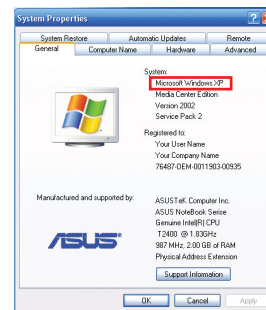 System Properties
System Restore Automatic Updates Remote
General Computer Name Hardware Advanced
System:
Microsoft Windows XP
Media Center Edition
Version 2002
Service Pack 2
Registered to:
Your User Name
Your Company Name
76487-OEM-0011903-00935
Manufactured and supported by:
ASUSTeK Computer Inc.
ASUS NoteBook Serise
Genuine Intel(R) CPU
T2400 @ 1.83GHz
987 MHz, 2.00 GB of RAM
Physical Address Extension
ASUS
Support Information
OK Cancel Apply